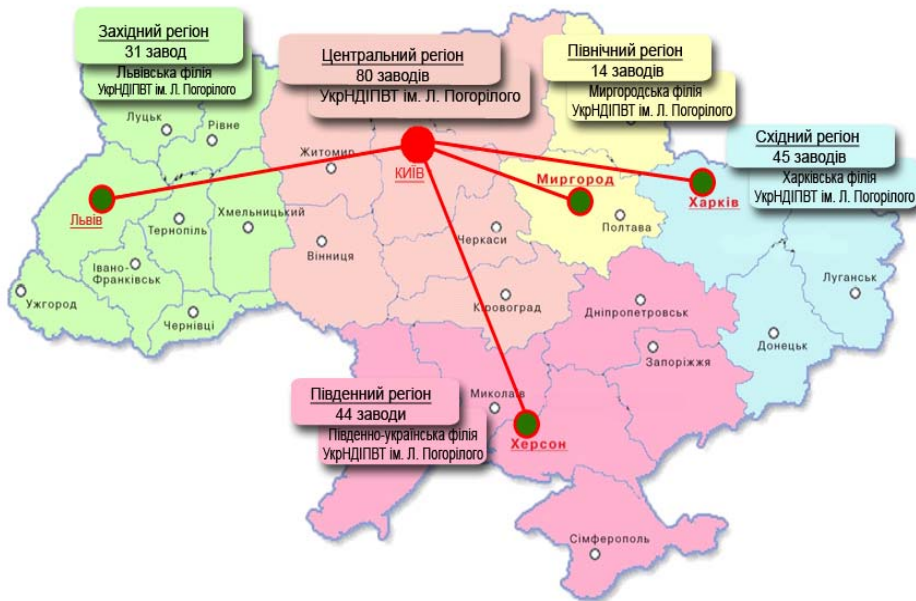 Західний регіон
31 завод
Львівська філія
УкрНДІПВТ ім. Л. Погорілого
Центральний регіон
80 заводів
УкрНДІПВТ ім. Л. Погорілого
Північний регіон
14 заводів
Миргородська філія
УкрНДІПВТ ім. Л. Погорілого
Східний регіон
45 заводів
Харківська філія
УкрНДІПВТ ім. Л. Погорілого
Луцьк
Рівне
Житомир
КИЇВ
Миргород
Харків
Львів
Тернопіль
Хмельницький
Полтава
Черкаси
Вінниця
Івано-
Франківськ
Луганськ
Ужгород
Чернівці
Кіровоград
Дніпропетровськ
Донецьк
Запоріжжя
Південний регіон
44 заводи
Південно-українська філія
УкрНДІПВТ ім. Л. Погорілого
Миколаїв
Херсон
Сімферополь